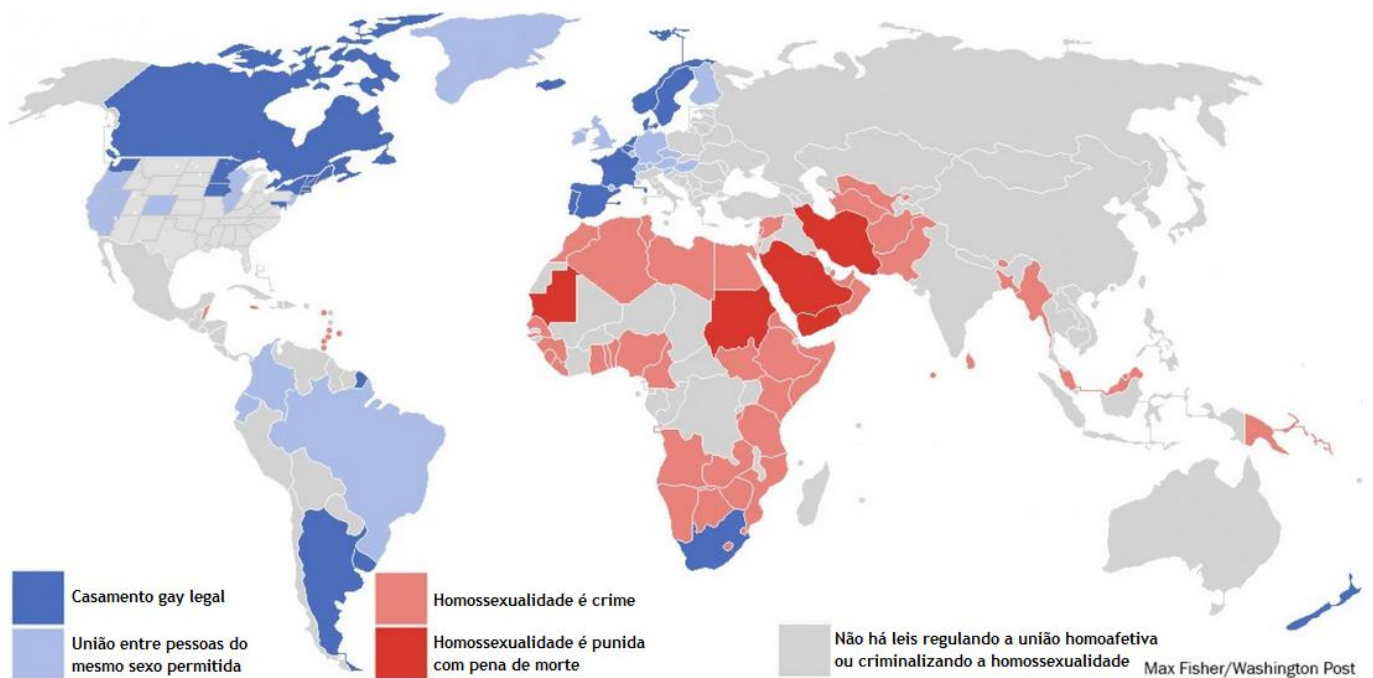 Casamento gay legal
União entre pessoas do
mesmo sexo permitida
Homossexualidade é crime
Homossexualidade é punida
com pena de morte
Não há leis regulando a união homoafetiva
ou criminalizando a homossexualidade
Max Fisher/Washington Post